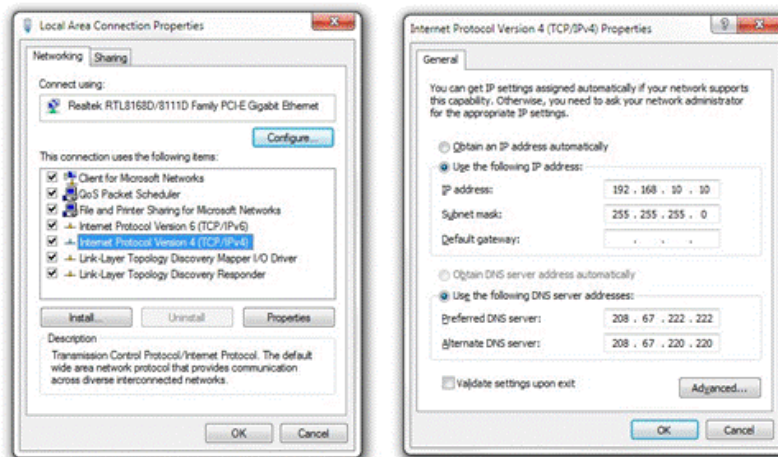 Local Area Connection Properties
Networking
Sharing
Connect using:
Realtek RTL8168D/8111D Family PCI-E Gigabit Ethernet
Configure...
This connection uses the following items:
Client for Microsoft Networks
QoS Packet Scheduler
File and Printer Sharing for Microsoft Networks
Internet Protocol Version 6 (TCP/IPv6)
Internet Protocol Version 4 (TCP/IPv4)
Link-Layer Topology Discovery Mapper I/O Driver
Link-Layer Topology Discovery Responder
Install...
Uninstall
Properties
Description
Transmission Control Protocol/Internet Protocol. The default
wide area network protocol that provides communication
across diverse interconnected networks.
OK
Cancel
Internet Protocol Version 4 (TCP/IPv4) Properties
General
You can get IP settings assigned automatically if your network supports
this capability. Otherwise, you need to ask your network administrator
for the appropriate IP settings.
Obtain an IP address automatically
Use the following IP address:
IP address: 192 . 168 . 10 . 10
Subnet mask: 255 . 255 . 255 . 0
Default gateway: . . .
Obtain DNS server address automatically
Use the following DNS server addresses:
Preferred DNS server: 208 . 67 . 222 . 222
Alternate DNS server: 208 . 67 . 220 . 220
Validate settings upon exit
Advanced...
OK
Cancel